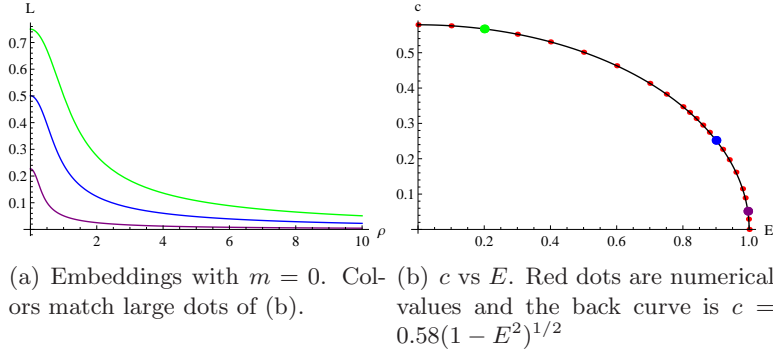 L
0.7
0.6
0.5
0.4
0.3
0.2
0.1
2
4
6
8
10
ρ
c
0.5
0.4
0.3
0.2
0.1
0.2
0.4
0.6
0.8
1.0
E
(a) Embeddings with m = 0. Col-
ors match large dots of (b).
(b) c vs E. Red dots are numerical
values and the back curve is c =
0.58(1 − E²)^{1/2}